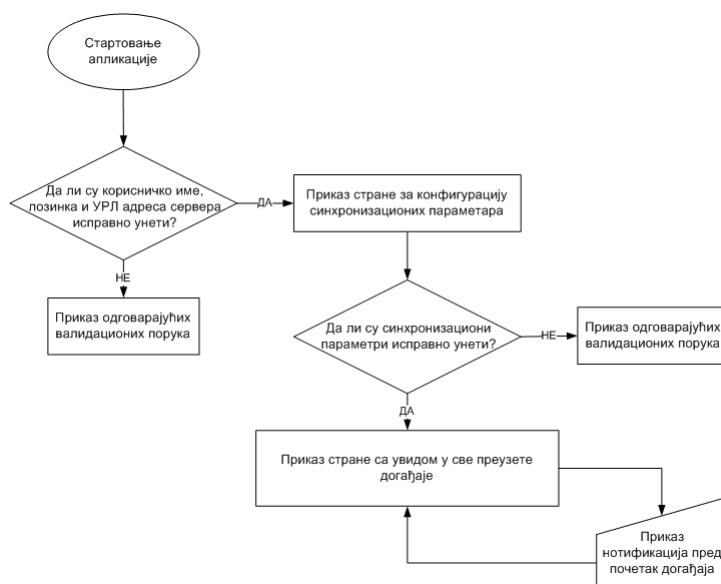 Стартовање
апликације
Да ли су корисничко име,
лозинка и УРЛ адреса сервера
исправно унети?
ДА
Приказ стране за конфигурацију
синхронизационих параметара
НЕ
Приказ одговарајућих
валидационих порука
Да ли су синхронизациони
параметри исправно унети?
НЕ
Приказ одговарајућих
валидационих порука
ДА
Приказ стране са увидом у све преузете
догађаје
Приказ
нотификација пред
почетак догађаја